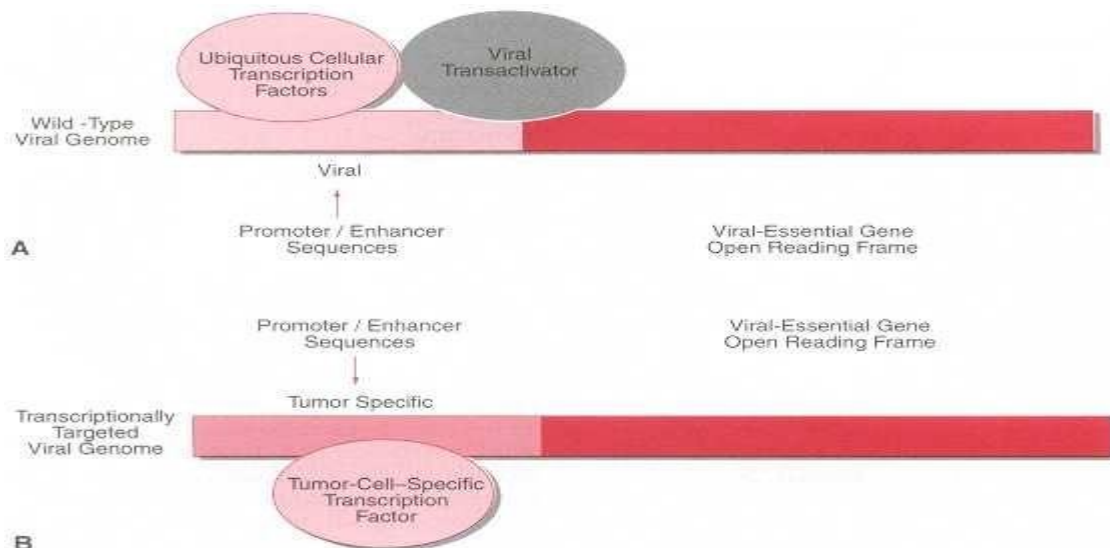 Ubiquitous Cellular
Transcription
Factors
Viral
Transactivator
Wild -Type
Viral Genome
Viral
Promoter / Enhancer
Sequences
Viral-Essential Gene
Open Reading Frame
A
Promoter / Enhancer
Sequences
Viral-Essential Gene
Open Reading Frame
Tumor Specific
Transcriptionally
Targeted
Viral Genome
Tumor-Cell–Specific
Transcription
Factor
B